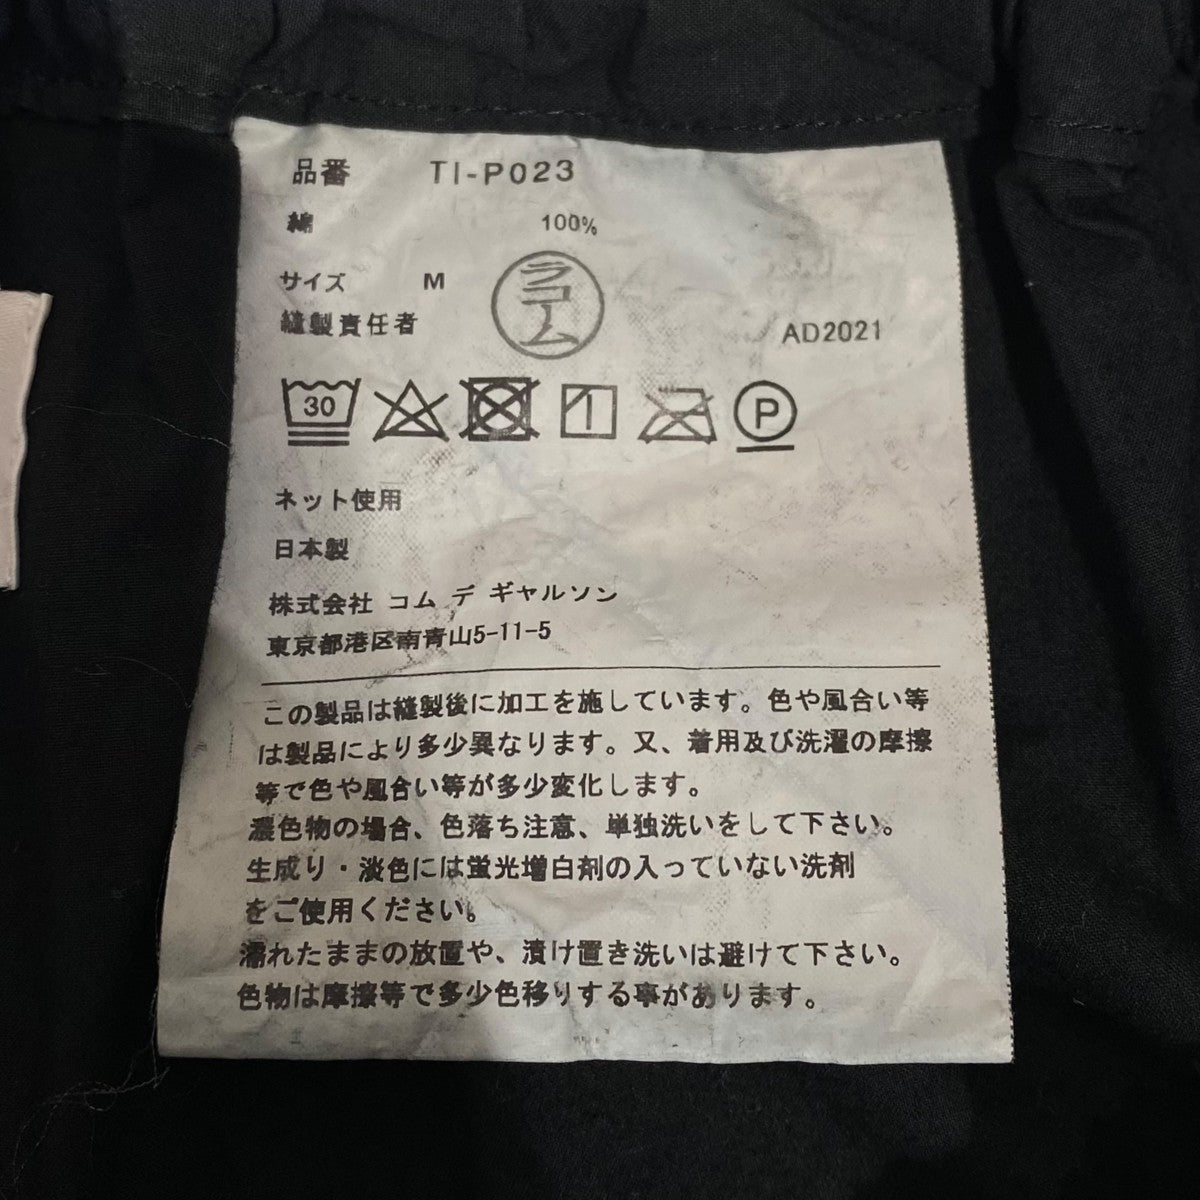 品番 TI-P023
綿 100%
サイズ M
ラコーム
縫製責任者
AD2021
30
P
ネット使用
日本製
株式会社 コム デ ギャルソン
東京都港区南青山5-11-5
この製品は縫製後に加工を施しています。色や風合い等
は製品により多少異なります。又、着用及び洗濯の摩擦
等で色や風合い等が多少変化します。
濃色物の場合、色落ち注意、単独洗いをして下さい。
生成り・淡色には蛍光増白剤の入っていない洗剤
をご使用ください。
濡れたままの放置や、漬け置き洗いは避けて下さい。
色物は摩擦等で多少色移りする事があります。